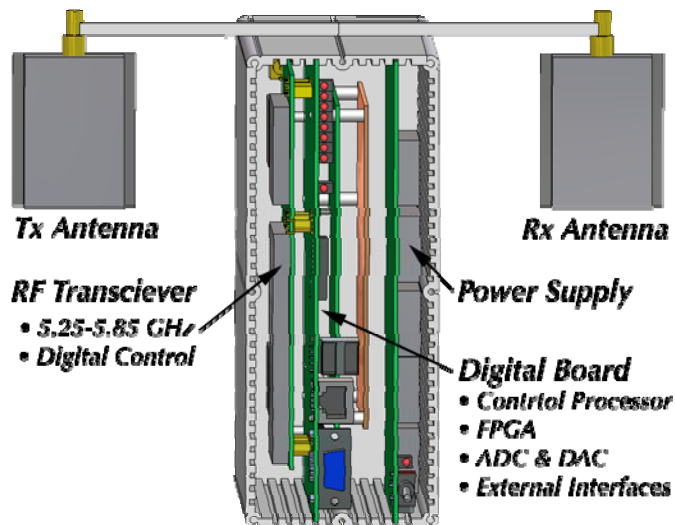 Tx Antenna
Rx Antenna
RF Transciever
• 5.25-5.85 GHz
• Digital Control
Power Supply
Digital Board
• Contrtol Processor
• FPGA
• ADC & DAC
• External Interfaces